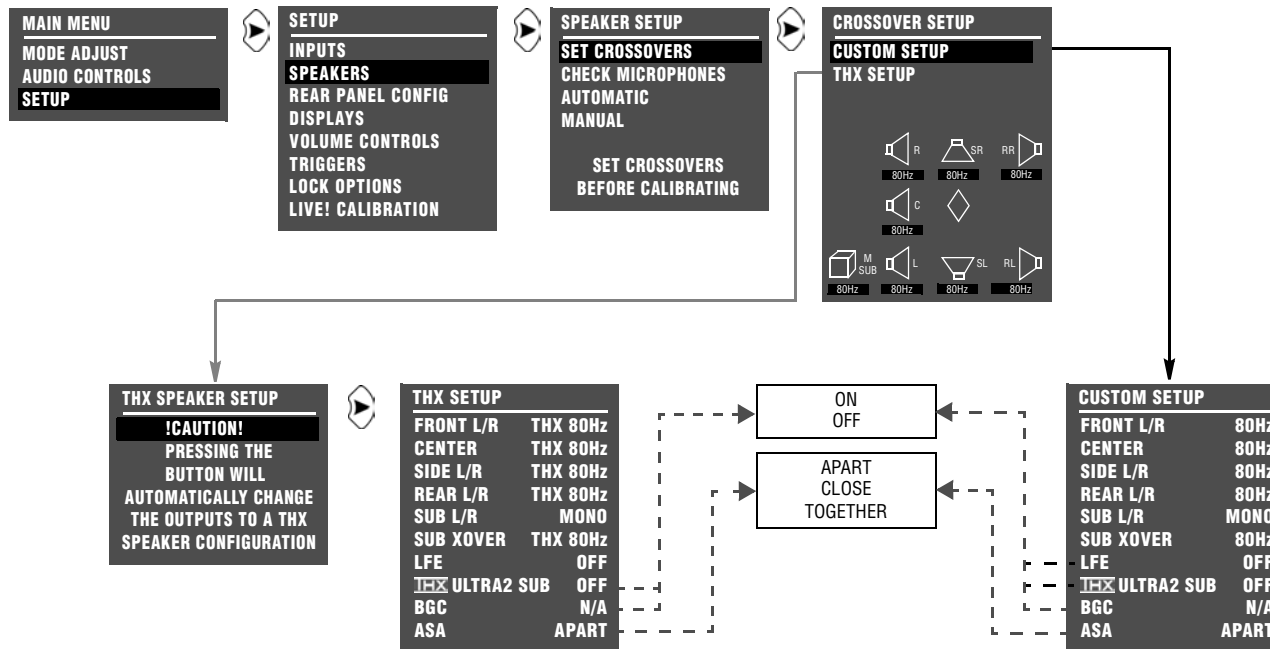 MAIN MENU
MODE ADJUST
AUDIO CONTROLS
SETUP
SETUP
INPUTS
SPEAKERS
REAR PANEL CONFIG
DISPLAYS
VOLUME CONTROLS
TRIGGERS
LOCK OPTIONS
LIVE! CALIBRATION
SPEAKER SETUP
SET CROSSOVERS
CHECK MICROPHONES
AUTOMATIC
MANUAL
SET CROSSOVERS
BEFORE CALIBRATING
CROSSOVER SETUP
CUSTOM SETUP
THX SETUP
R SR RR
80Hz 80Hz 80Hz
C
80Hz
M SUB L SL RL
80Hz 80Hz 80Hz 80Hz
THX SPEAKER SETUP
!CAUTION!
PRESSING THE
BUTTON WILL
AUTOMATICALLY CHANGE
THE OUTPUTS TO A THX
SPEAKER CONFIGURATION
THX SETUP
FRONT L/R THX 80Hz
CENTER THX 80Hz
SIDE L/R THX 80Hz
REAR L/R THX 80Hz
SUB L/R MONO
SUB XOVER THX 80Hz
LFE OFF
THX ULTRA2 SUB OFF
BGC N/A
ASA APART
ON
OFF
APART
CLOSE
TOGETHER
CUSTOM SETUP
FRONT L/R 80Hz
CENTER 80Hz
SIDE L/R 80Hz
REAR L/R 80Hz
SUB L/R MONO
SUB XOVER 80Hz
LFE OFF
THX ULTRA2 SUB OFF
BGC N/A
ASA APART